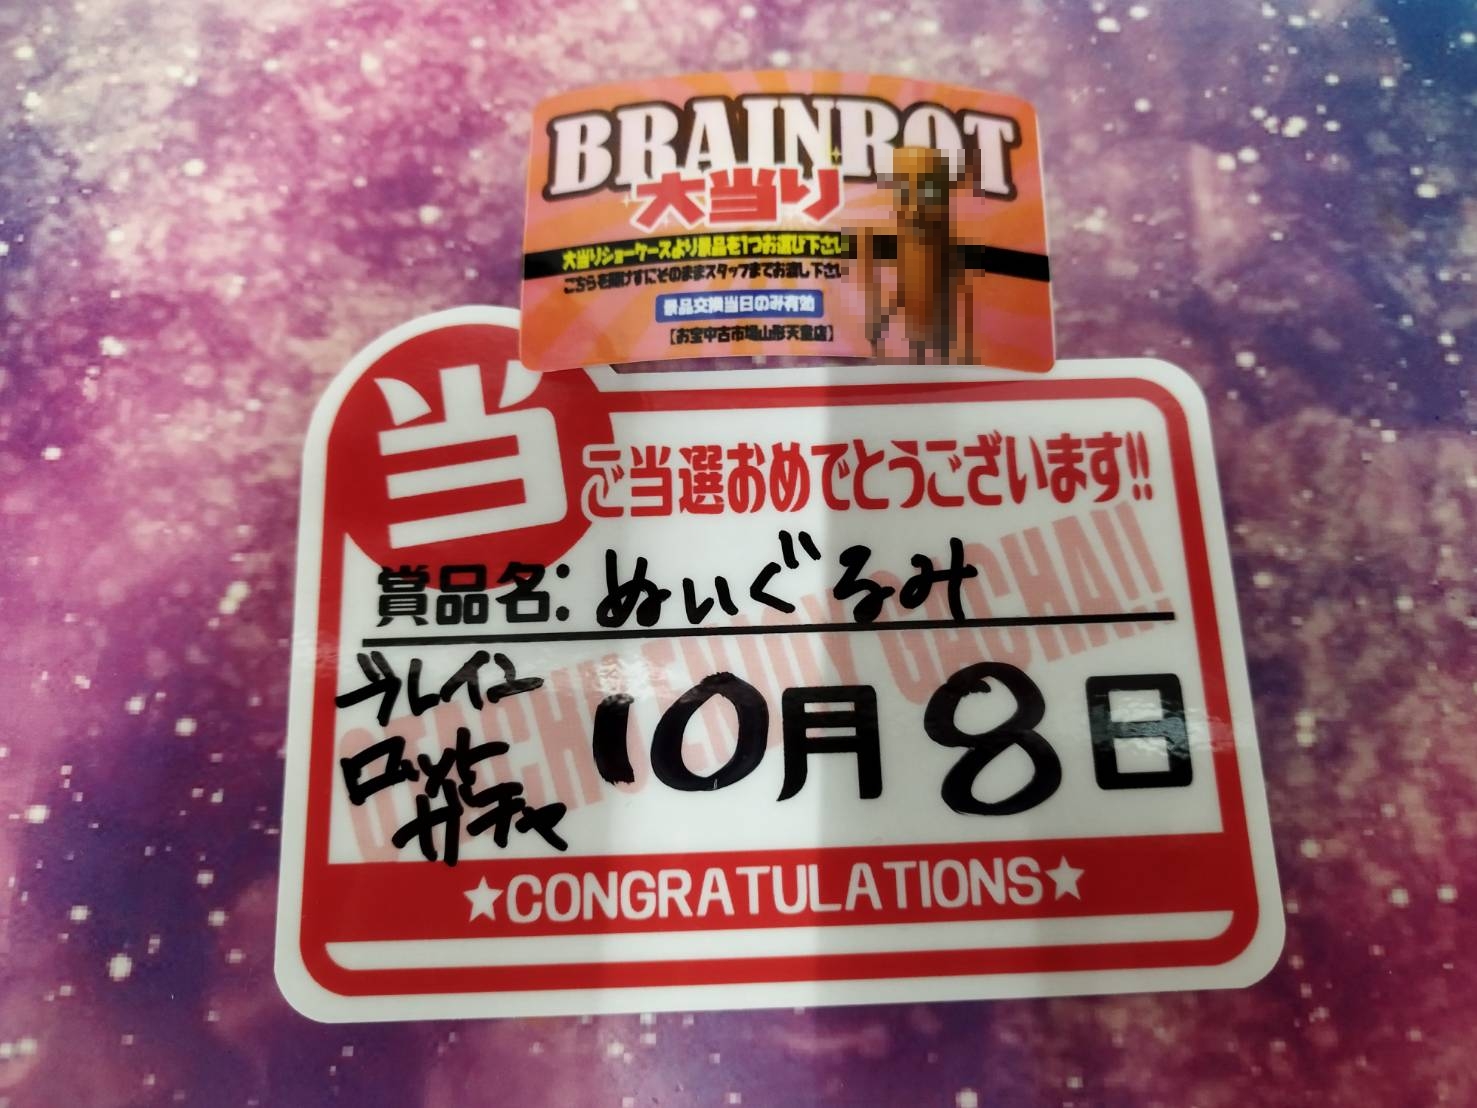 BRAINROT
大当り
大当りショーケースより景品を1つお選び下さい
こちらを開けずにそのままスタッフまでお渡し下さい
景品交換当日のみ有効
【お宝中古市場山形天童店】
当
ご当選おめでとうございます!!
賞品名: ぬいぐるみ
ブレイン
ロット
ガチャ
10月8日
ENJOY GACHA!!
★CONGRATULATIONS★